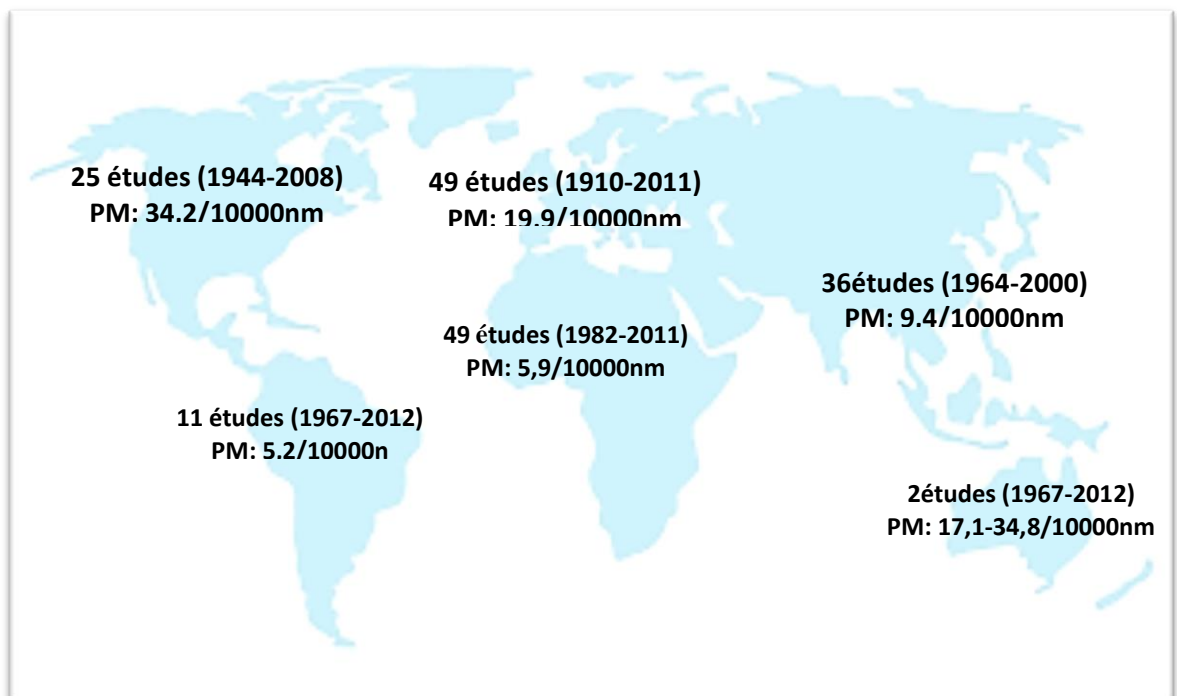 25 études (1944-2008)
PM: 34.2/10000nm
49 études (1910-2011)
PM: 19.9/10000nm
36études (1964-2000)
PM: 9.4/10000nm
49 études (1982-2011)
PM: 5,9/10000nm
11 études (1967-2012)
PM: 5.2/10000n
2études (1967-2012)
PM: 17,1-34,8/10000nm